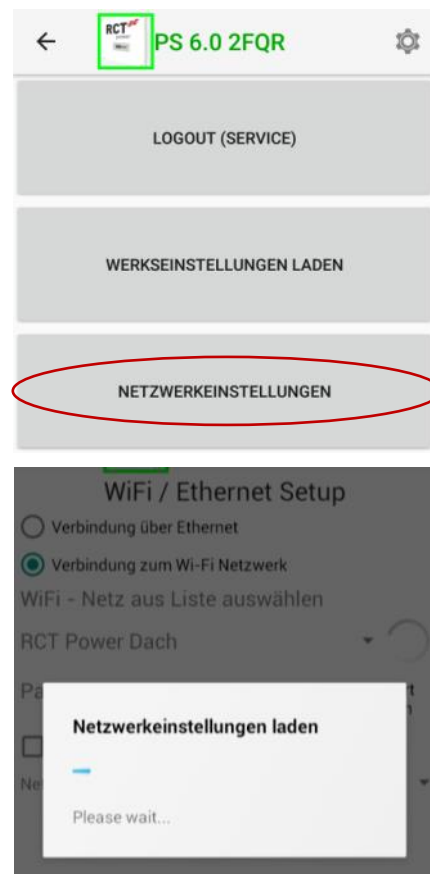 RCT
PS 6.0 2FQR
LOGOUT (SERVICE)
WERKSEINSTELLUNGEN LADEN
NETZWERKEINSTELLUNGEN
WiFi / Ethernet Setup
Verbindung über Ethernet
Verbindung zum Wi-Fi Netzwerk
WiFi - Netz aus Liste auswählen
RCT Power Dach
Netzwerkeinstellungen laden
Please wait...